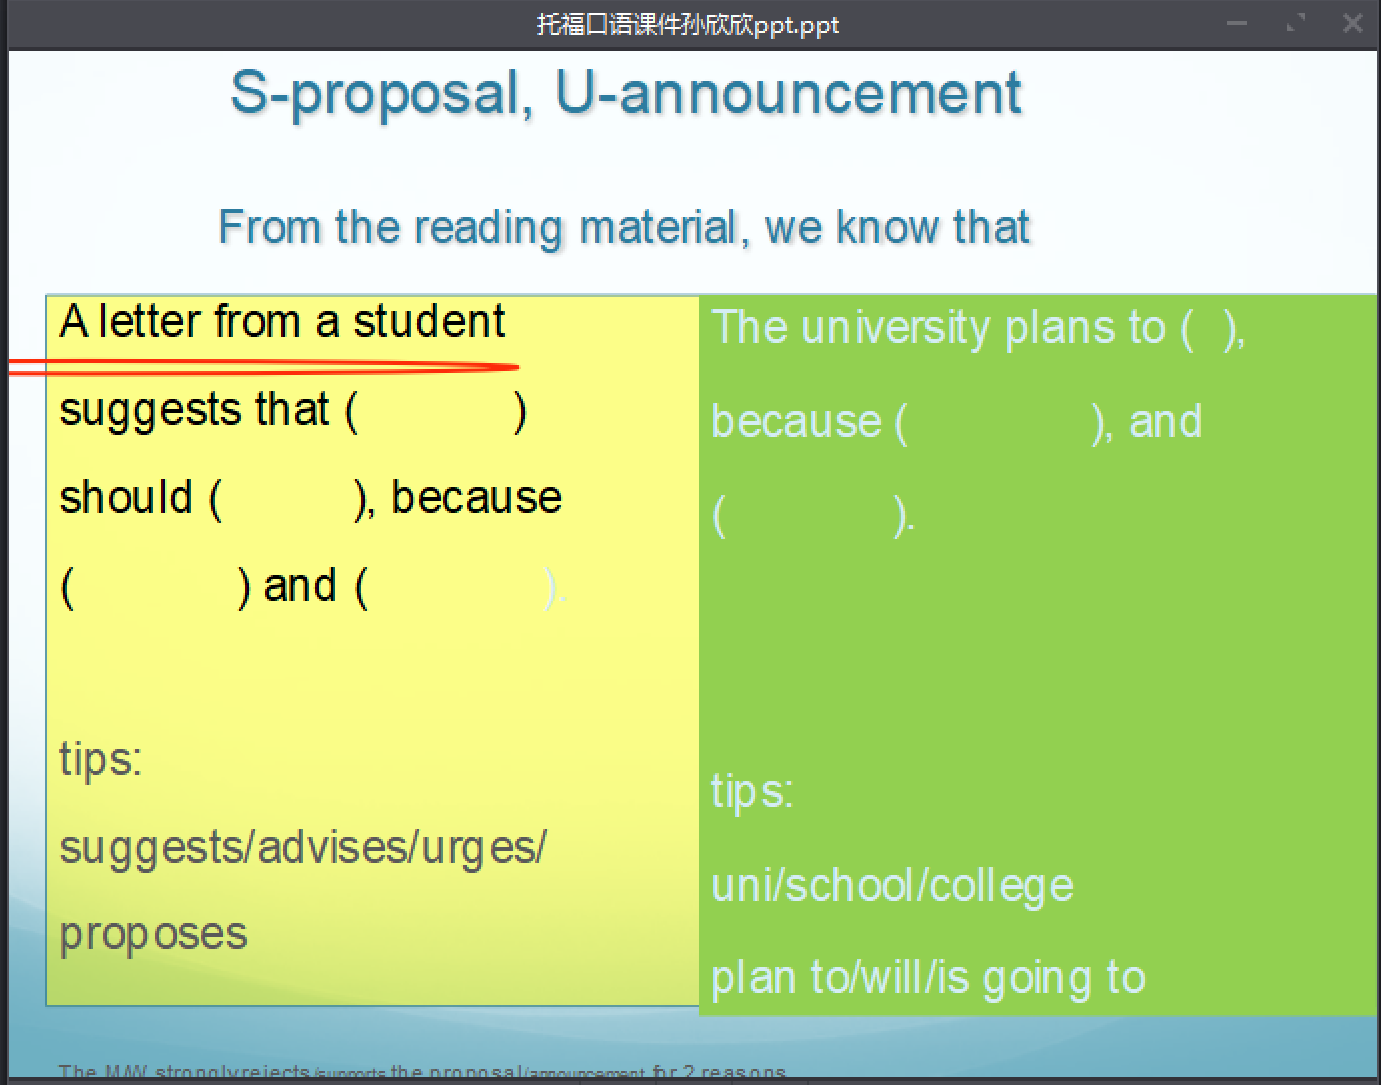 托福口语课件孙欣欣ppt.ppt
S-proposal, U-announcement
From the reading material, we know that
A letter from a student
suggests that ( )
should ( ), because
( ) and ( ).
tips:
suggests/advises/urges/
proposes
The university plans to ( ),
because ( ), and
( ).
tips:
uni/school/college
plan to/will/is going to
The M/W strongly rejects/supports the proposal/announcement for 2 reasons